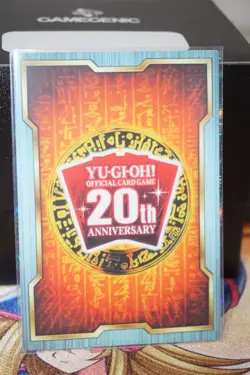 GAMEGENIC
YU-GI-OH!
OFFICIAL CARD GAME
20th
ANNIVERSARY